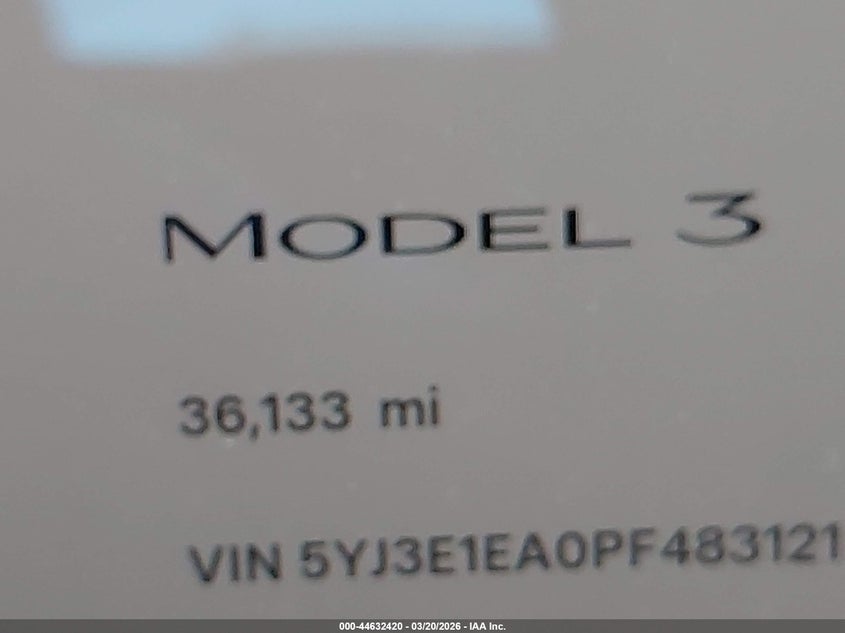 MODEL 3
36,133 mi
VIN 5YJ3E1EA0PF483121
000-44632420 - 03/20/2026 - IAA Inc.